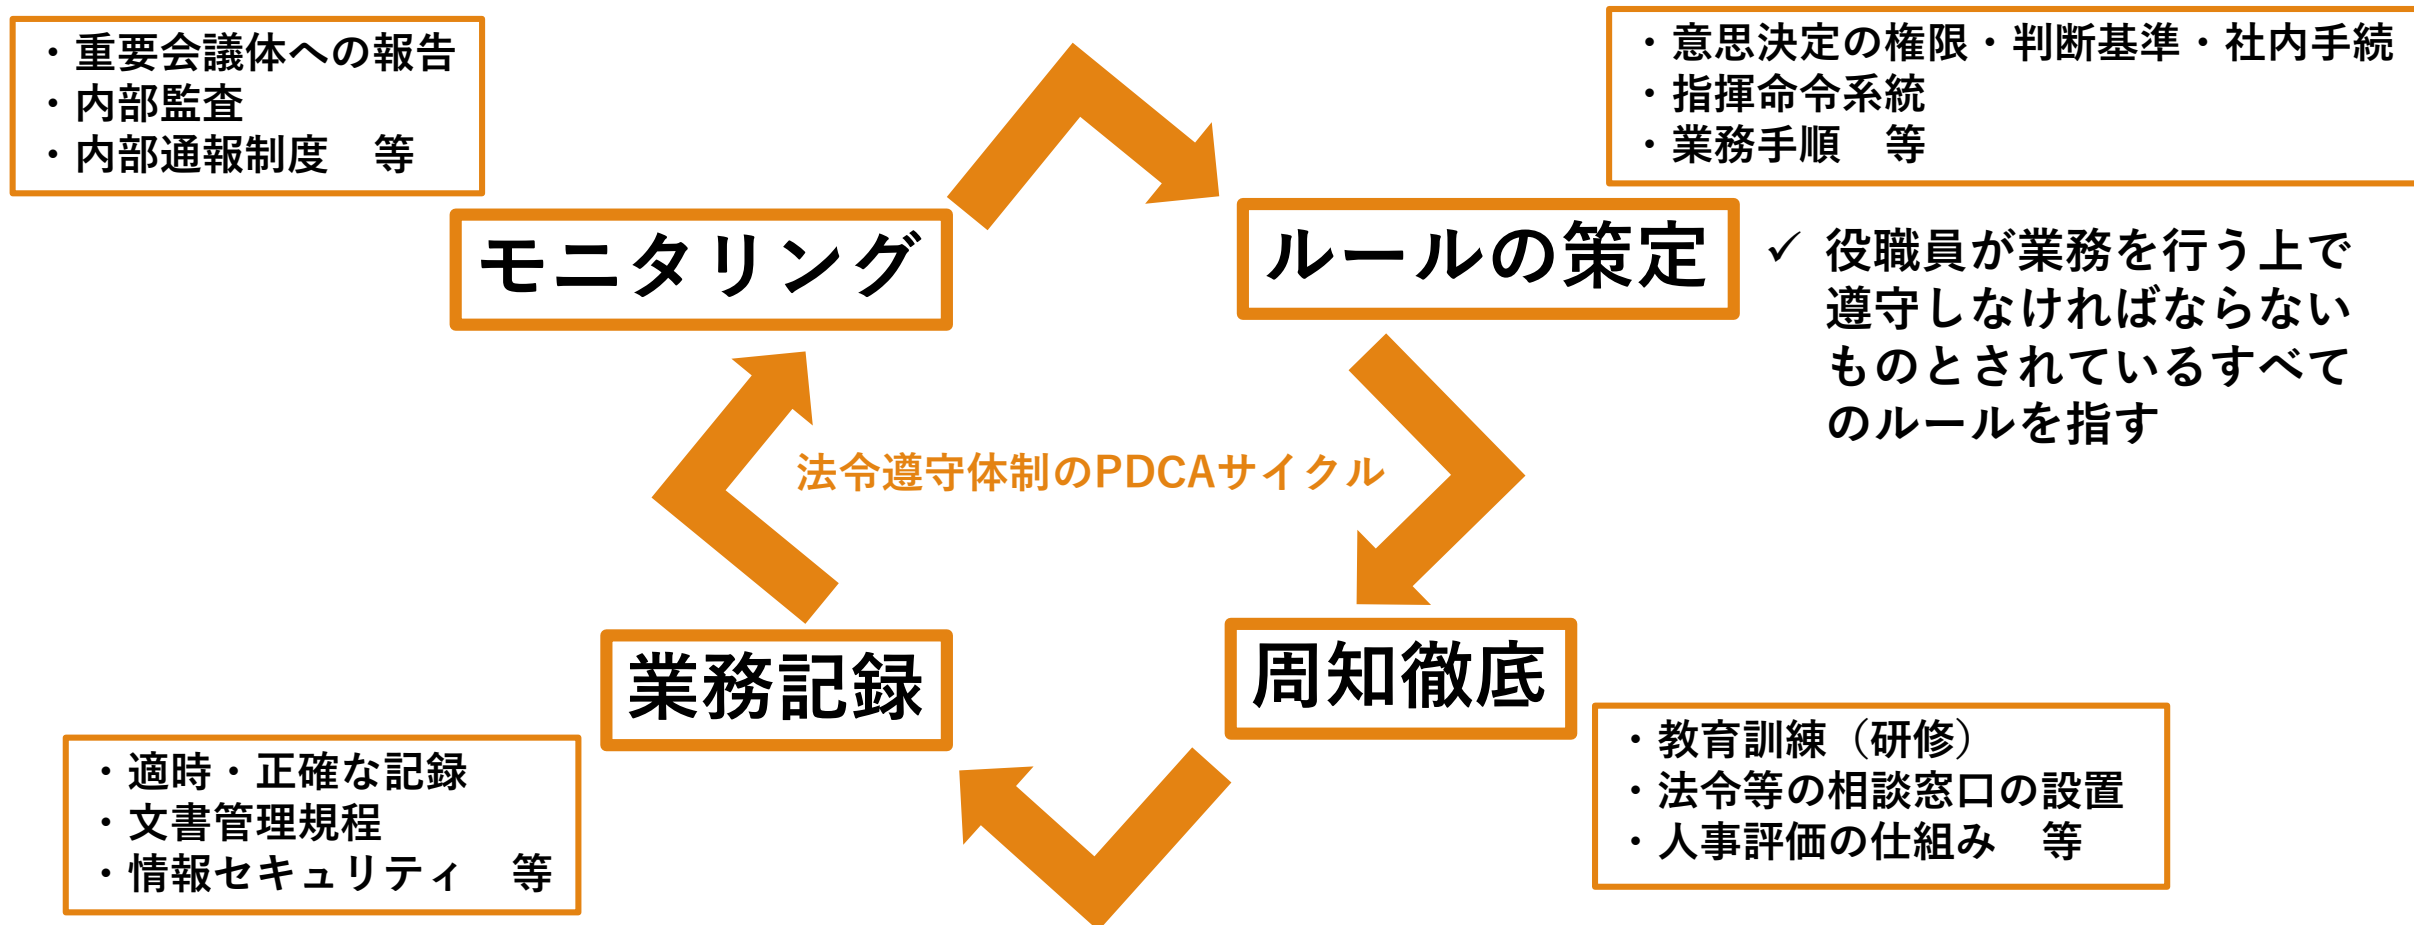 ・重要会議体への報告
・内部監査
・内部通報制度　等
・意思決定の権限・判断基準・社内手続
・指揮命令系統
・業務手順　等
モニタリング
ルールの策定
✓ 役職員が業務を行う上で
遵守しなければならない
ものとされているすべて
のルールを指す
法令遵守体制のPDCAサイクル
業務記録
周知徹底
・適時・正確な記録
・文書管理規程
・情報セキュリティ　等
・教育訓練（研修）
・法令等の相談窓口の設置
・人事評価の仕組み　等